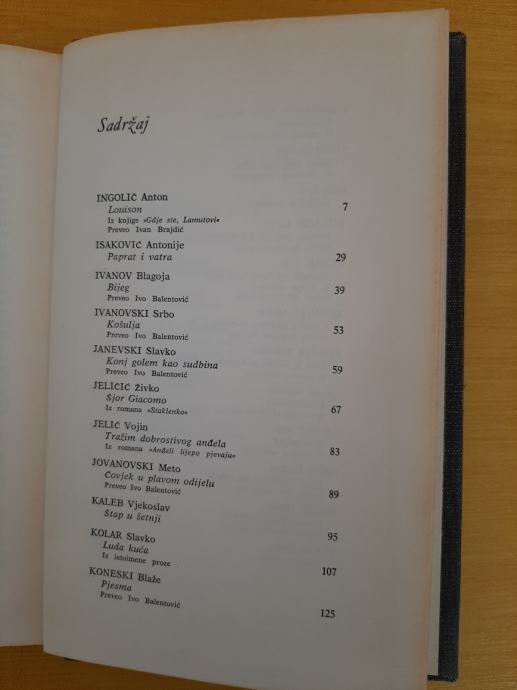 Sadržaj
INGOLIČ Anton
Louison 7
Iz knjige »Gdje ste, Lamutovi«
Preveo Ivan Brajdić
ISAKOVIĆ Antonije
Paprat i vatra 29
IVANOV Blagoja
Bijeg 39
Preveo Ivo Balentović
IVANOVSKI Srbo
Košulja 53
Preveo Ivo Balentović
JANEVSKI Slavko
Konj golem kao sudbina 59
Preveo Ivo Balentović
JELIČIĆ Živko
Šjor Giacomo 67
Iz romana »Staklenko«
JELIĆ Vojin
Tražim dobrostivog anđela 83
Iz romana »Anđeli lijepo pjevaju«
JOVANOVSKI Meto
Čovjek u plavom odijelu 89
Preveo Ivo Balentović
KALEB Vjekoslav
Štap u šetnji 95
KOLAR Slavko
Luda kuća 107
Iz istoimene proze
KONESKI Blaže
Pjesma 125
Preveo Ivo Balentović